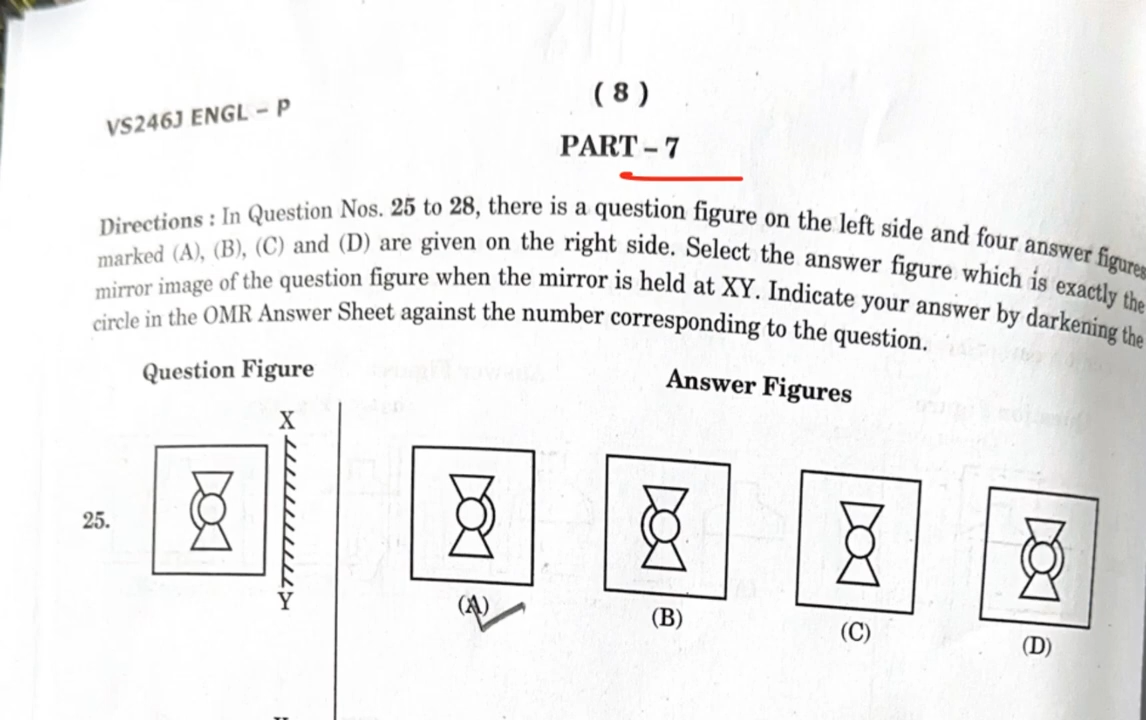 VS246J ENGL – P
( 8 )
PART – 7
Directions : In Question Nos. 25 to 28, there is a question figure on the left side and four answer figures
marked (A), (B), (C) and (D) are given on the right side. Select the answer figure which is exactly the
mirror image of the question figure when the mirror is held at XY. Indicate your answer by darkening the
circle in the OMR Answer Sheet against the number corresponding to the question.
Question Figure
Answer Figures
X
25.
Y
(A)
(B)
(C)
(D)